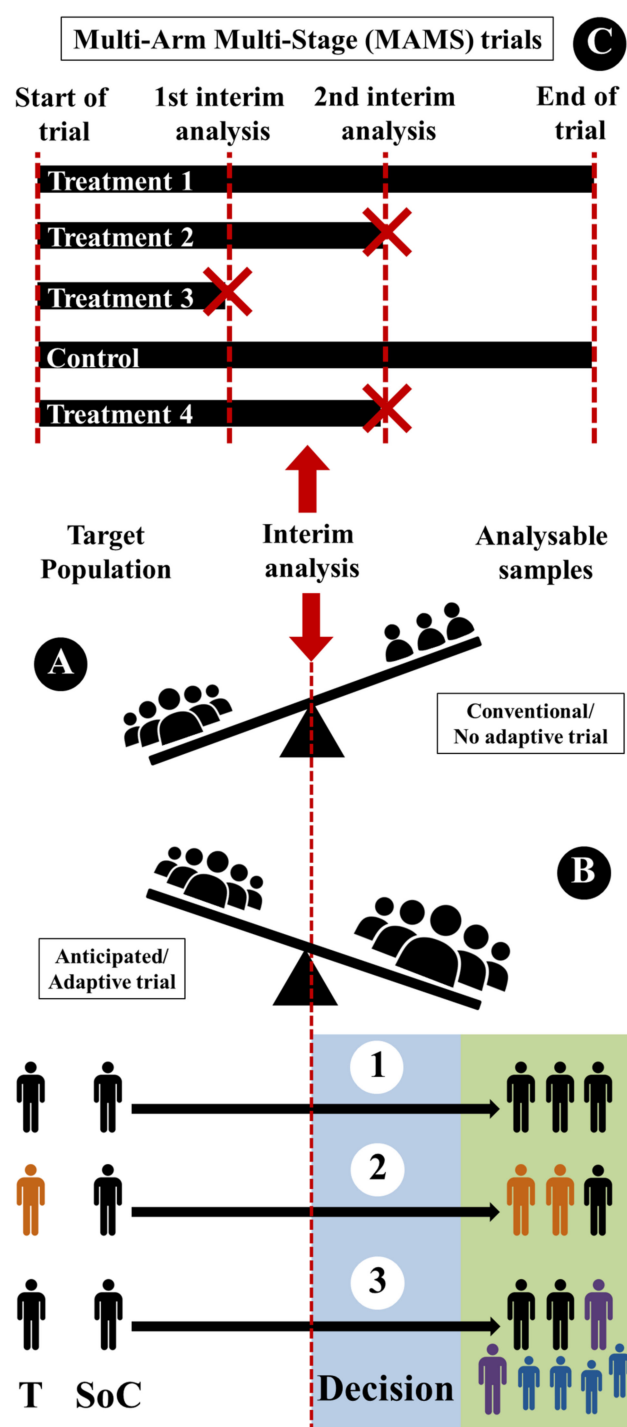 Multi-Arm Multi-Stage (MAMS) trials
C
Start of
trial
1st interim
analysis
2nd interim
analysis
End of
trial
Treatment 1
Treatment 2
Treatment 3
Control
Treatment 4
Target
Population
Interim
analysis
Analysable
samples
A
Conventional/
No adaptive trial
B
Anticipated/
Adaptive trial
1
2
3
T
SoC
Decision